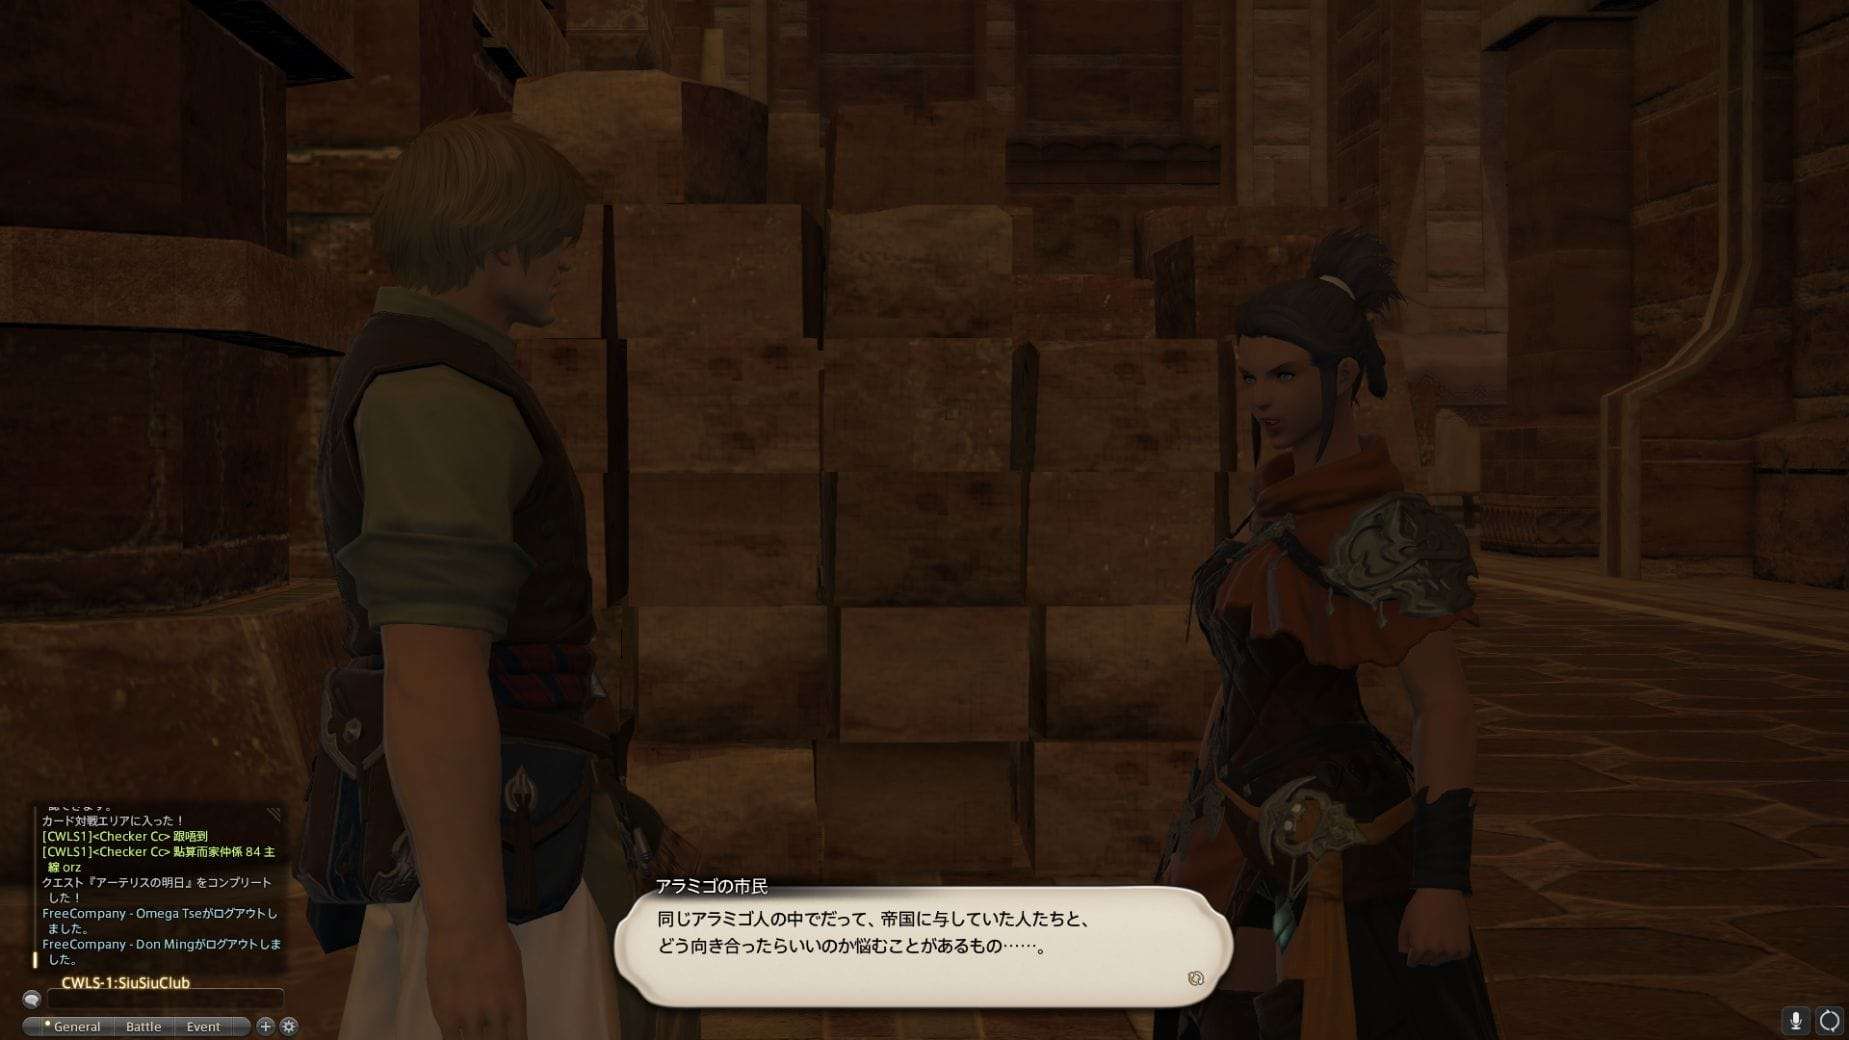 カード対戦エリアに入った！
[CWLS1]<Checker Cc> 跟唔到
[CWLS1]<Checker Cc> 點算而家仲係 84 主
線 orz
クエスト『アーテリスの明日』をコンプリート
した！
FreeCompany - Omega Tseがログアウトし
ました。
FreeCompany - Don Mingがログアウトしま
した。
CWLS-1:SiuSiuClub
General Battle Event
アラミゴの市民
同じアラミゴ人の中でだって、帝国に与していた人たちと、
どう向き合ったらいいのか悩むことがあるもの……。